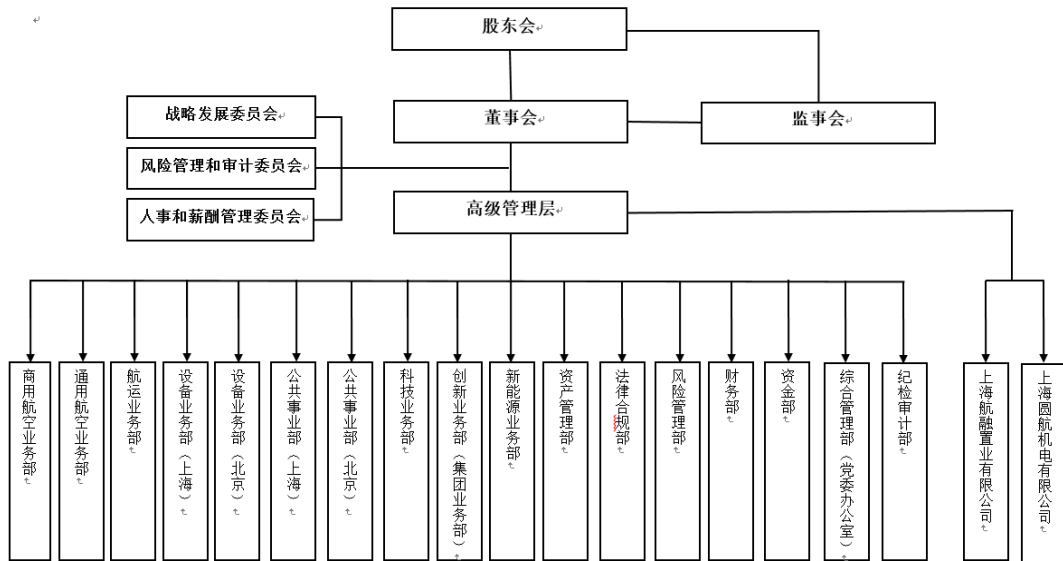 股东会
战略发展委员会
董事会
监事会
风险管理和审计委员会
人事和薪酬管理委员会
高级管理层
商用航空业务部
通用航空业务部
航运业务部
设备业务部（上海）
设备业务部（北京）
公共事业部（上海）
公共事业部（北京）
科技业务部
创新业务部（集团业务部）
新能源业务部
资产管理部
法律合规部
风险管理部
财务部
资金部
综合管理部（党委办公室）
纪检审计部
上海航融置业有限公司
上海圆航机电有限公司